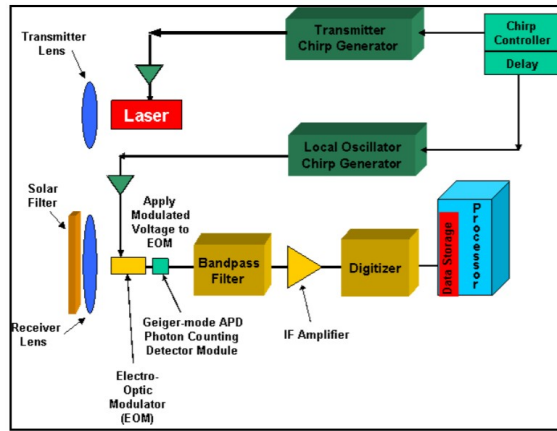 Transmitter
Lens
Transmitter
Chirp Generator
Chirp
Controller
Delay
Laser
Local Oscillator
Chirp Generator
Solar
Filter
Apply
Modulated
Voltage to
EOM
Bandpass
Filter
Digitizer
Data Storage
Processor
Receiver
Lens
Geiger-mode APD
Photon Counting
Detector Module
IF Amplifier
Electro-
Optic
Modulator
(EOM)